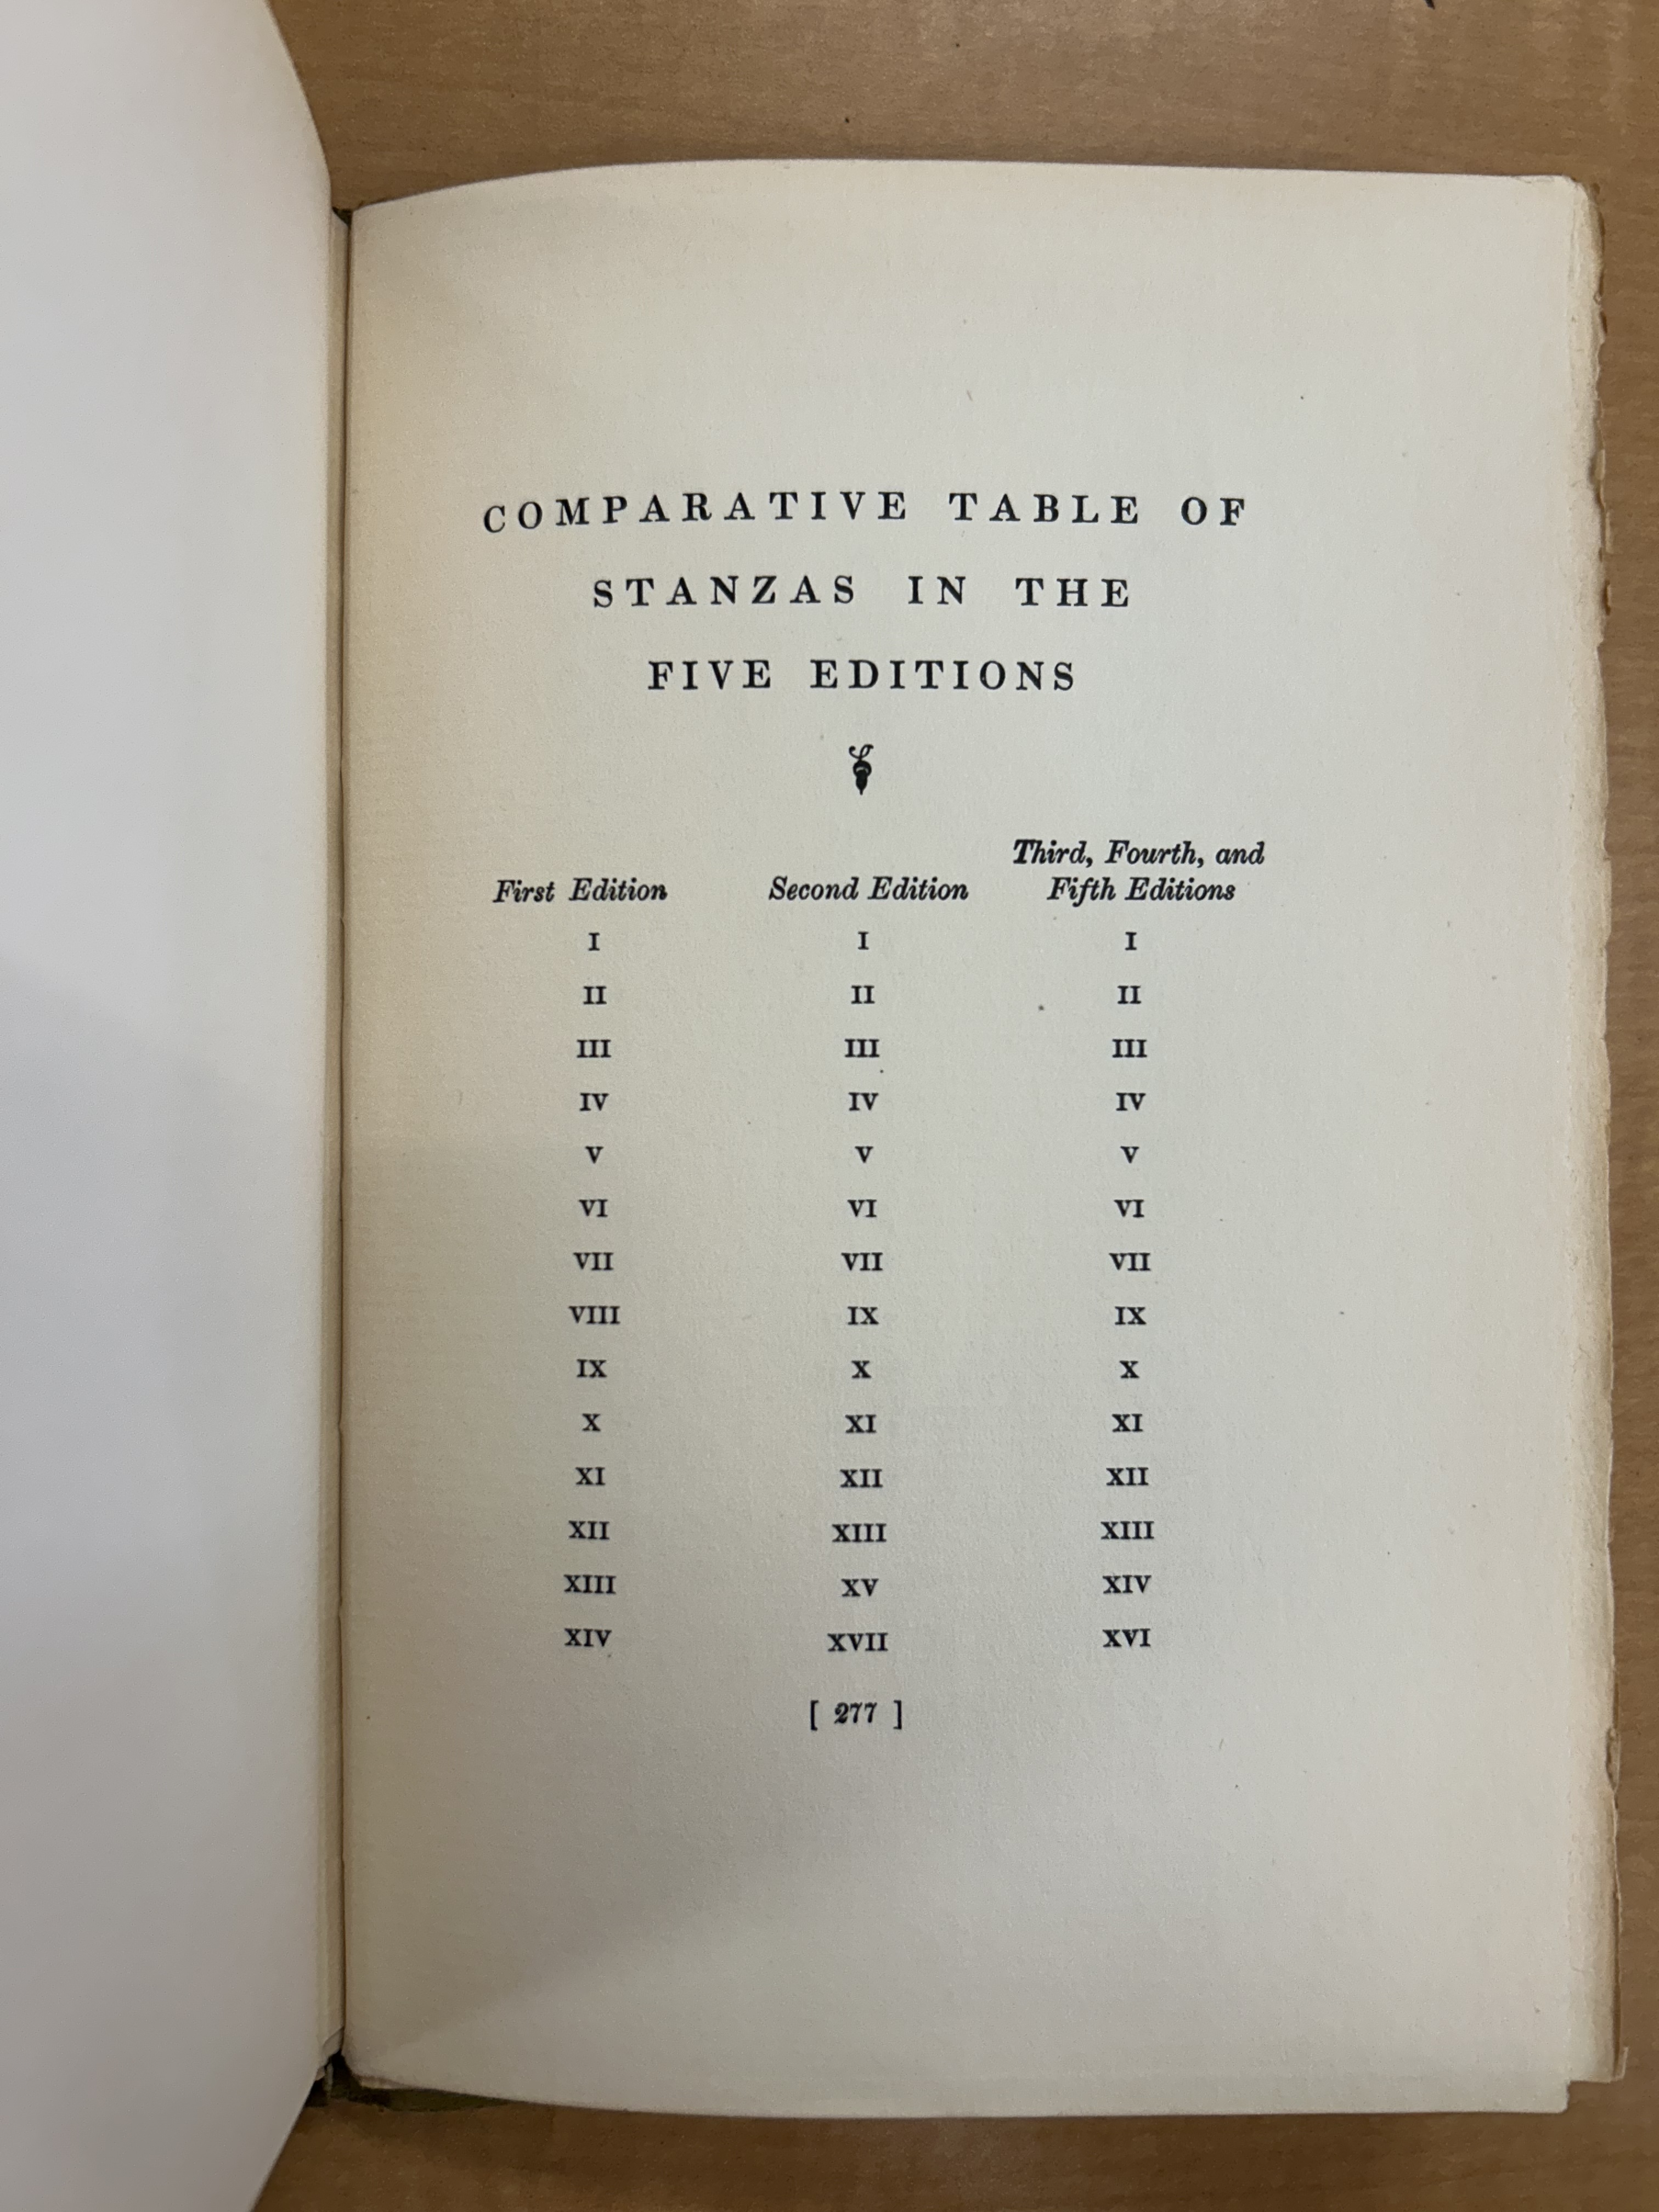 COMPARATIVE TABLE OF
STANZAS IN THE
FIVE EDITIONS
First Edition Second Edition Third, Fourth, and Fifth Editions
I I I
II II II
III III III
IV IV IV
V V V
VI VI VI
VII VII VII
VIII IX IX
IX X X
X XI XI
XI XII XII
XII XIII XIII
XIII XV XIV
XIV XVII XVI
[ 277 ]